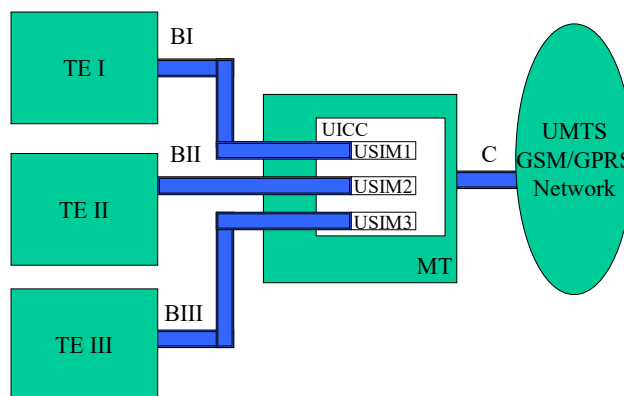 BI
TE I
UICC
USIM1
BII
USIM2
TE II
USIM3
MT
C
UMTS
GSM/GPRS
Network
BIII
TE III